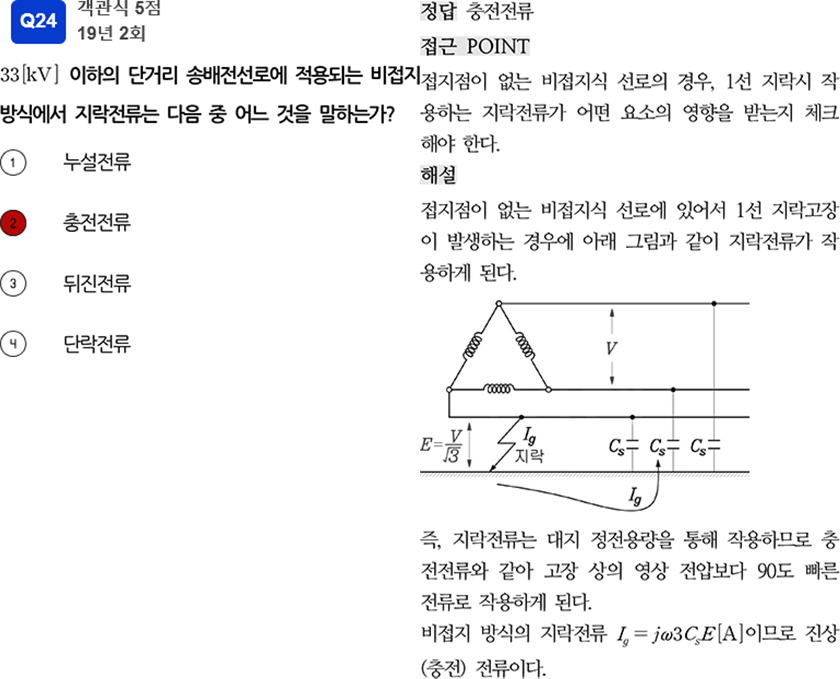 Q24
객관식 5점
19년 2회
33[kV] 이하의 단거리 송배전선로에 적용되는 비접지
방식에서 지락전류는 다음 중 어느 것을 말하는가?
1 누설전류
2 충전전류
3 뒤진전류
4 단락전류
정답 충전전류
접근 POINT
접지점이 없는 비접지식 선로의 경우, 1선 지락시 작
용하는 지락전류가 어떤 요소의 영향을 받는지 체크
해야 한다.
해설
접지점이 없는 비접지식 선로에 있어서 1선 지락고장
이 발생하는 경우에 아래 그림과 같이 지락전류가 작
용하게 된다.
V
E=V/√3
Ig
지락
Cs Cs Cs
Ig
즉, 지락전류는 대지 정전용량을 통해 작용하므로 충
전전류와 같아 고장 상의 영상 전압보다 90도 빠른
전류로 작용하게 된다.
비접지 방식의 지락전류 Ig = jω3CsE[A]이므로 진상
(충전) 전류이다.